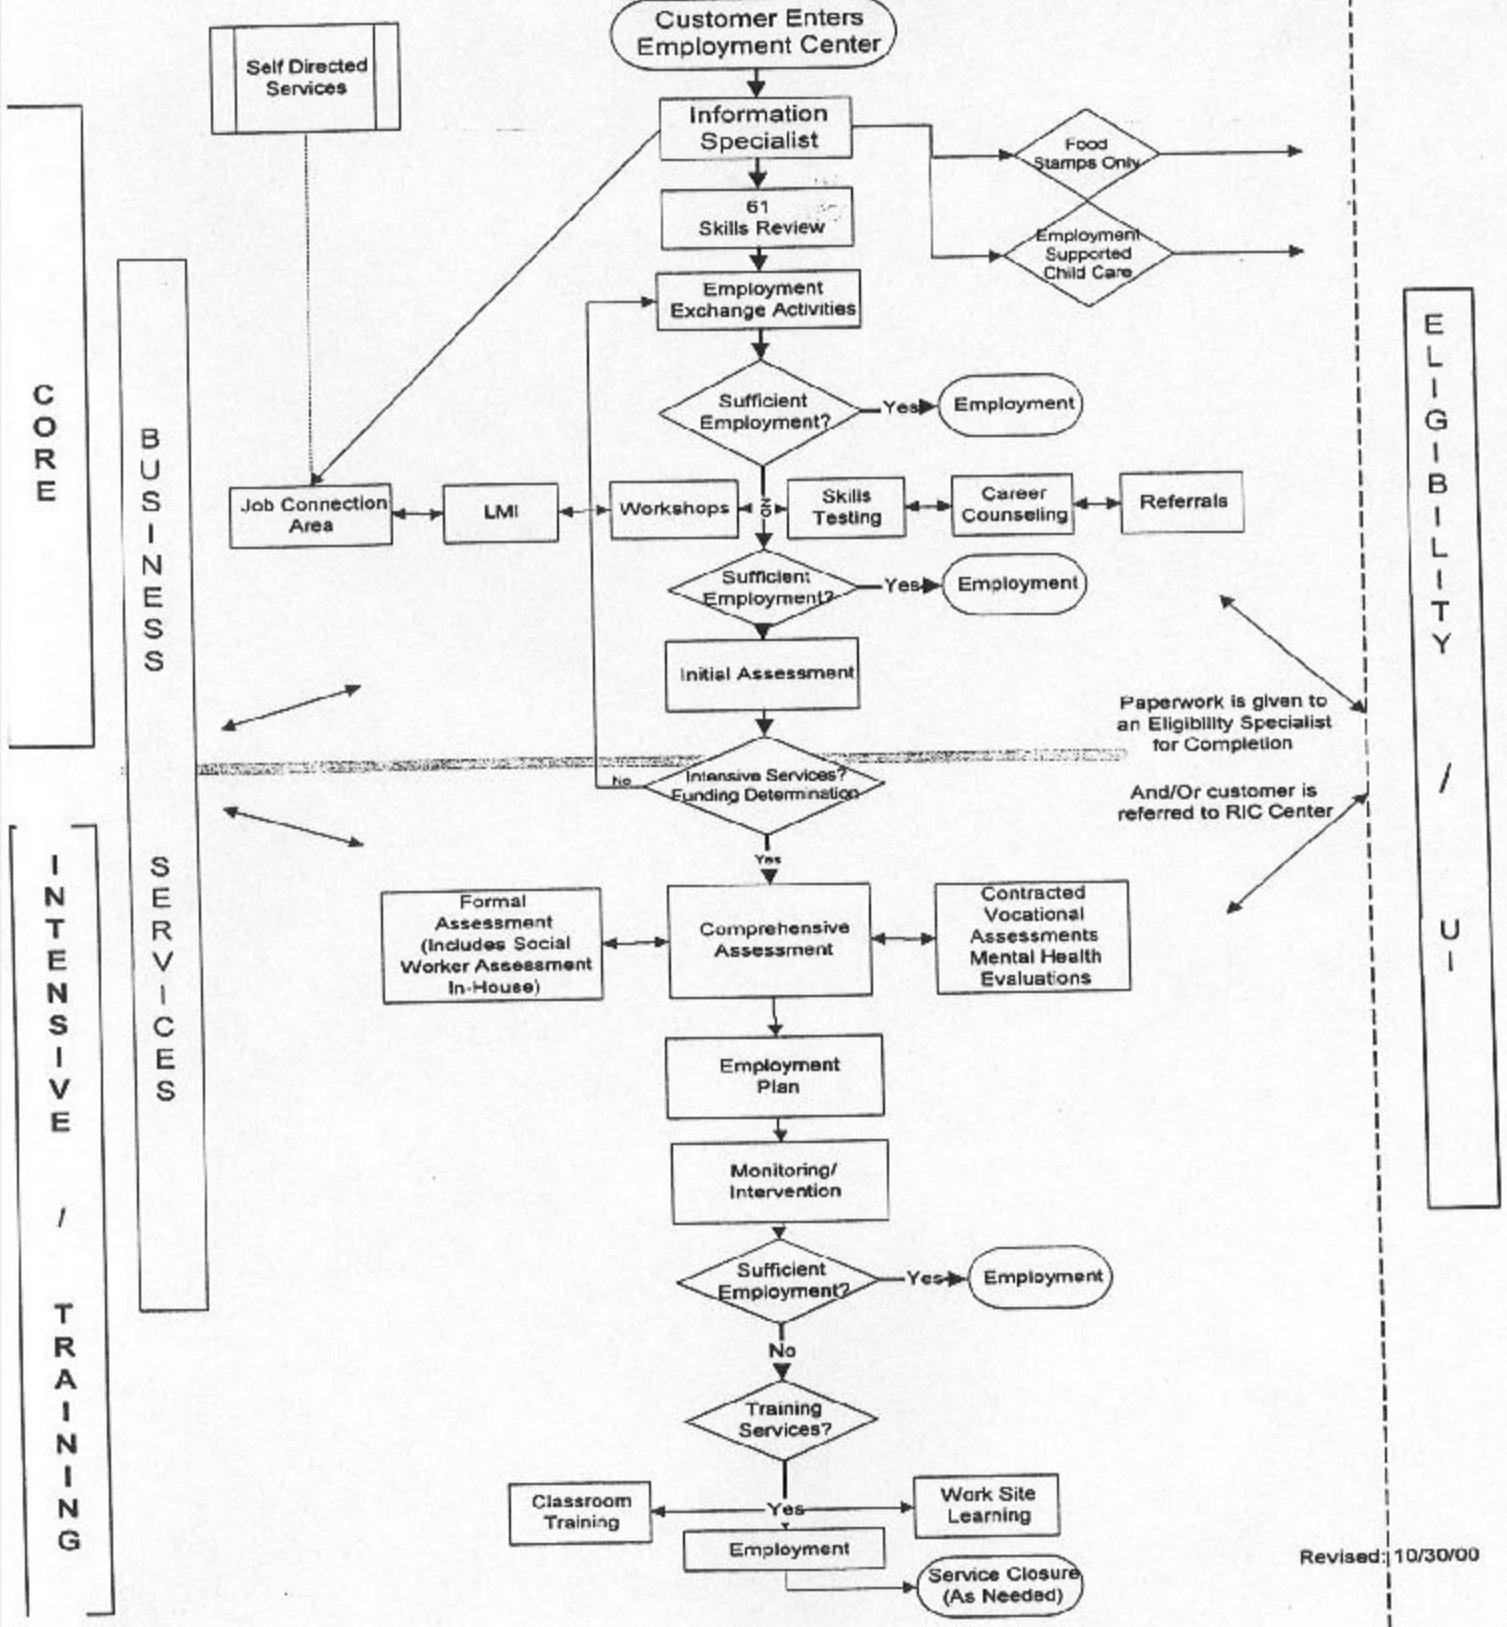 Customer Enters
Employment Center
Self Directed
Services
Information
Specialist
Food
Stamps Only
61
Skills Review
Employment
Supported
Child Care
Employment
Exchange Activities
Sufficient
Employment?
Yes
Employment
No
Job Connection
Area
LMI
Workshops
Skills
Testing
Career
Counseling
Referrals
Sufficient
Employment?
Yes
Employment
Initial Assessment
Paperwork is given to
an Eligibility Specialist
for Completion
And/Or customer is
referred to RIC Center
Intensive Services?
Funding Determination
No
Yes
Formal
Assessment
(Includes Social
Worker Assessment
In-House)
Comprehensive
Assessment
Contracted
Vocational
Assessments
Mental Health
Evaluations
Employment
Plan
Monitoring/
Intervention
Sufficient
Employment?
Yes
Employment
No
Training
Services?
Yes
Classroom
Training
Work Site
Learning
Employment
Service Closure
(As Needed)
CORE
BUSINESS SERVICES
INTENSIVE / TRAINING
ELIGIBILITY / UI
Revised: 10/30/00